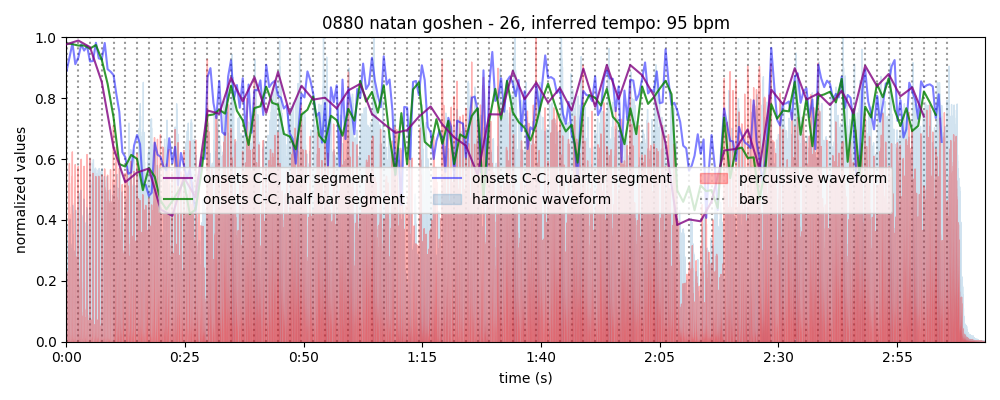 0880 natan goshen - 26, inferred tempo: 95 bpm
normalized values
1.0
0.8
0.6
0.4
0.2
0.0
onsets C-C, bar segment
onsets C-C, half bar segment
onsets C-C, quarter segment
harmonic waveform
percussive waveform
bars
0:00 0:25 0:50 1:15 1:40 2:05 2:30 2:55
time (s)